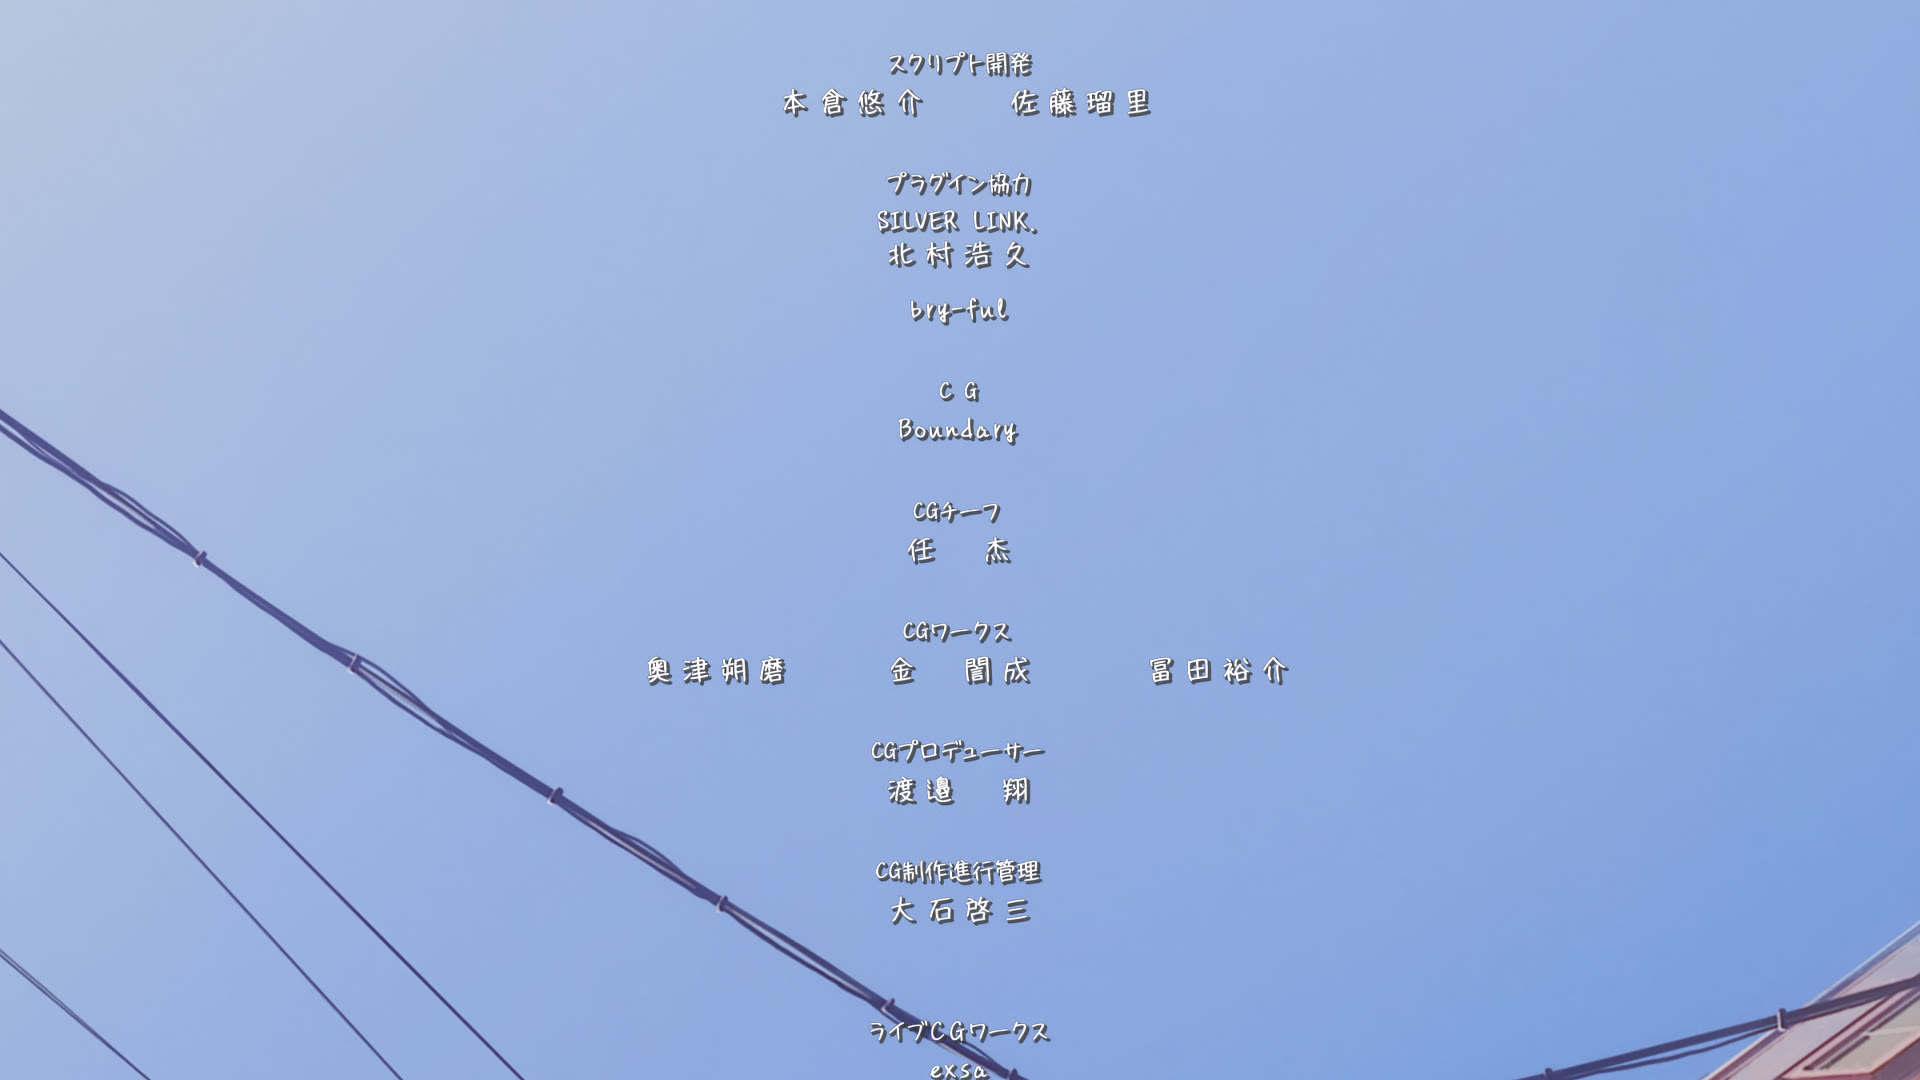 スクリプト開発
本倉悠介 佐藤瑠里
プラグイン協力
SILVER LINK.
北村浩久
bry-ful
CG
Boundary
CGチーフ
任 杰
CGワークス
奥津朔磨 金 誾成 冨田裕介
CGプロデューサー
渡邉 翔
CG制作進行管理
大石啓三
ライブCGワークス
exsa